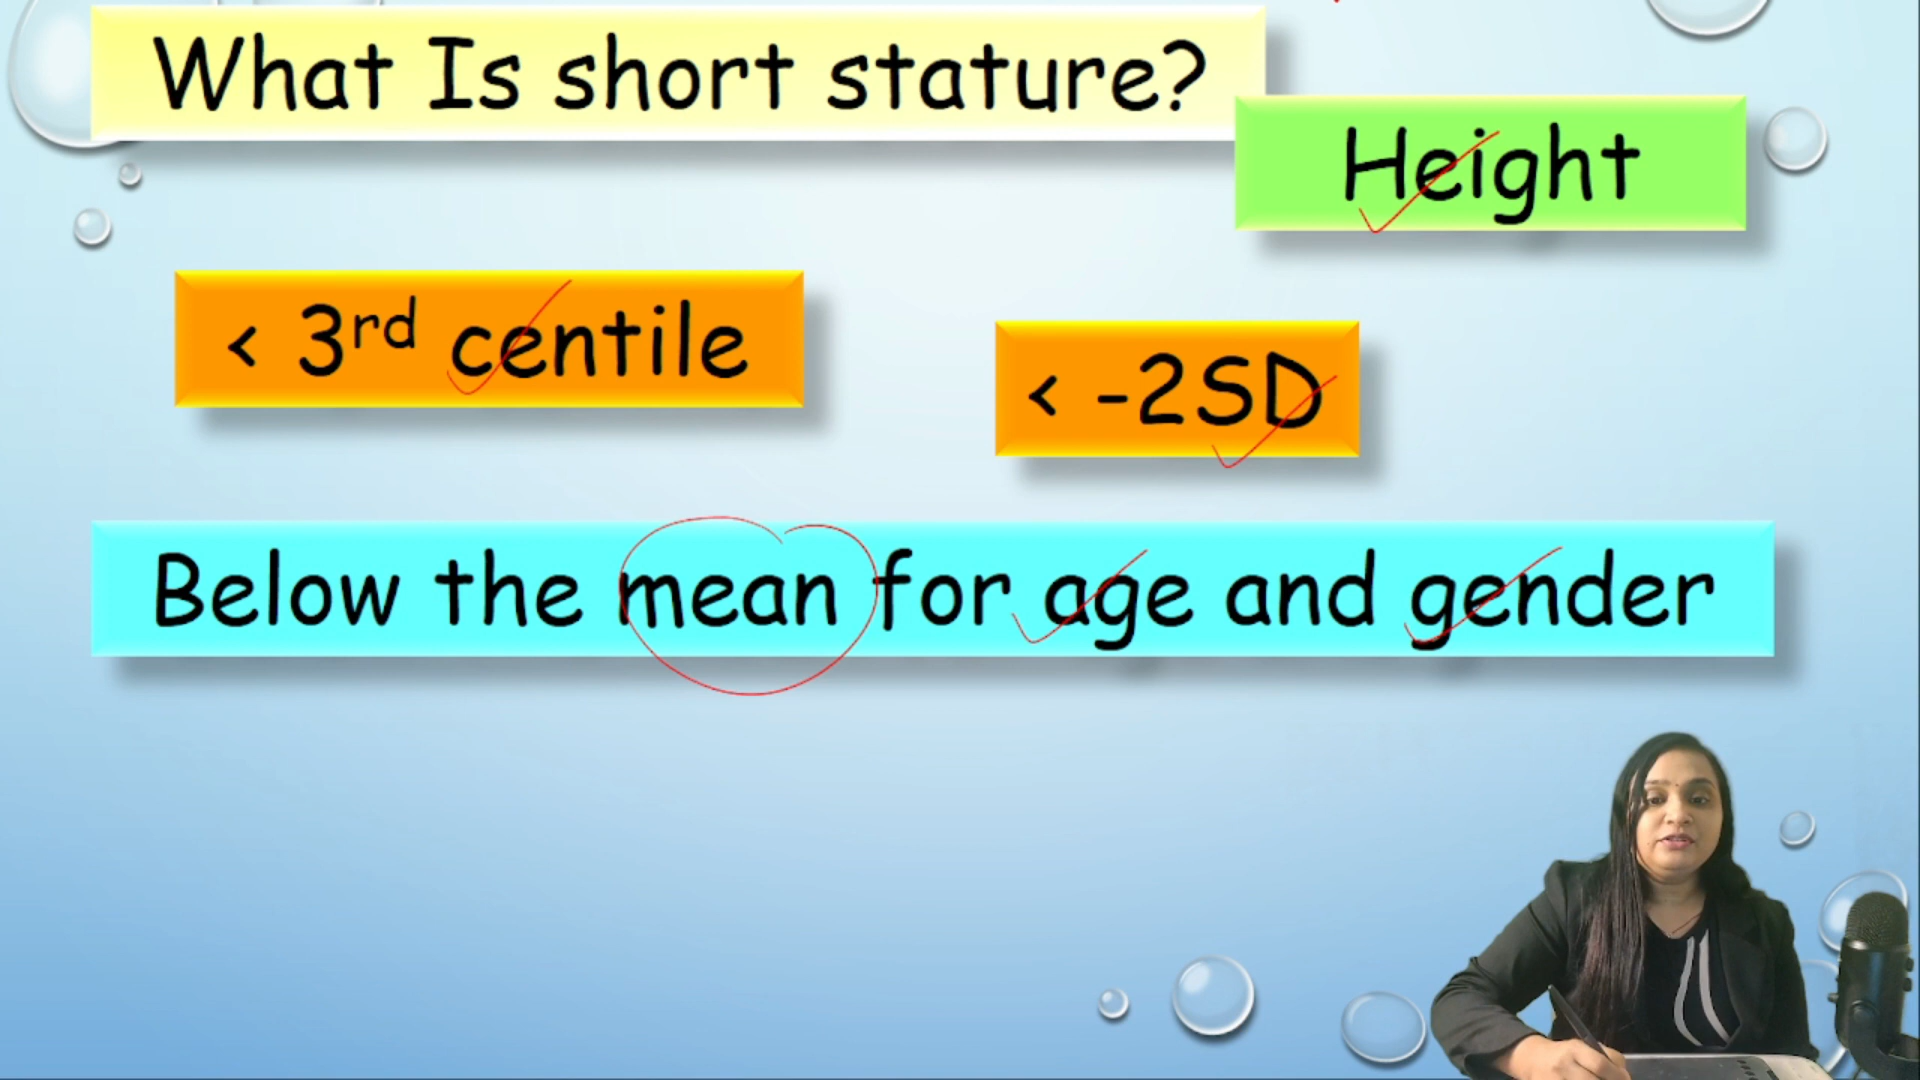 What Is short stature?
Height
< 3rd centile
< -2SD
Below the mean for age and gender